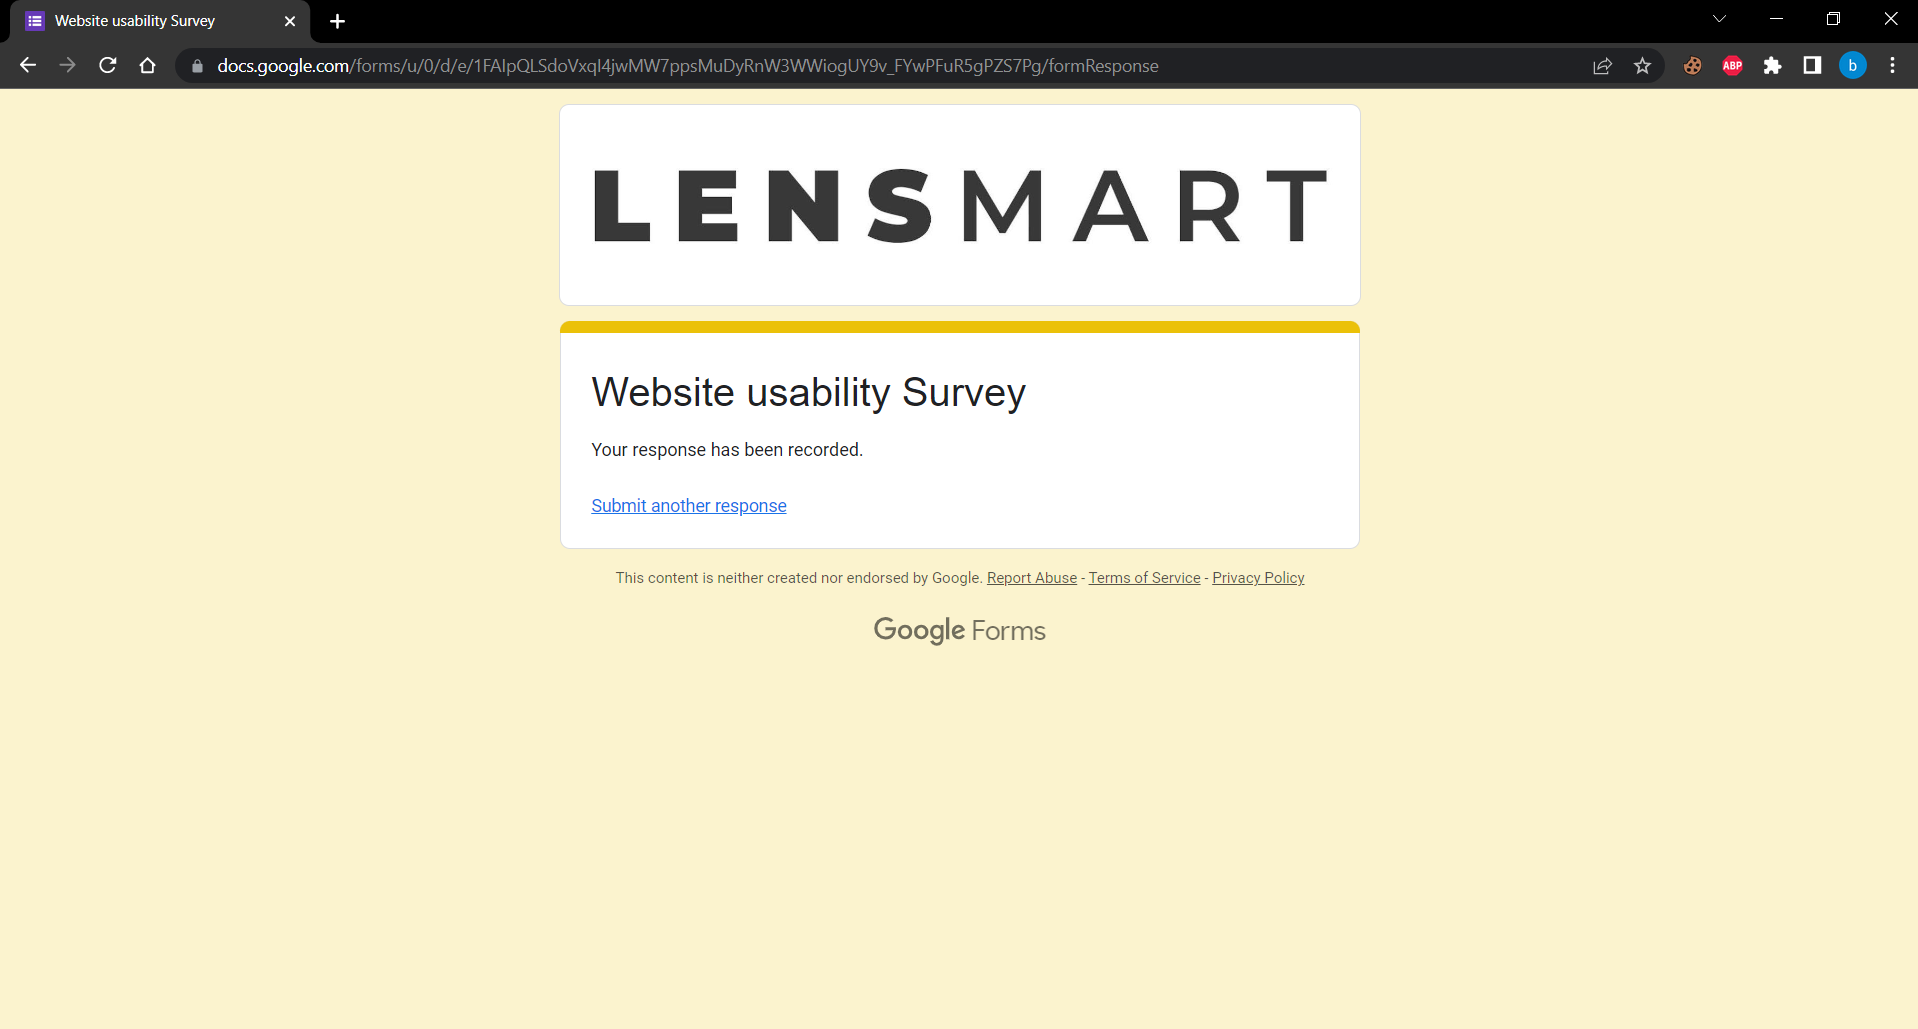 Website usability Survey
docs.google.com/forms/u/0/d/e/1FAIpQLSdoVxqI4jwMW7ppsMuDyRnW3WWiogUY9v_FYwPFuR5gPZS7Pg/formResponse
ABP
b
LENSMART
Website usability Survey
Your response has been recorded.
Submit another response
This content is neither created nor endorsed by Google. Report Abuse - Terms of Service - Privacy Policy
Google Forms